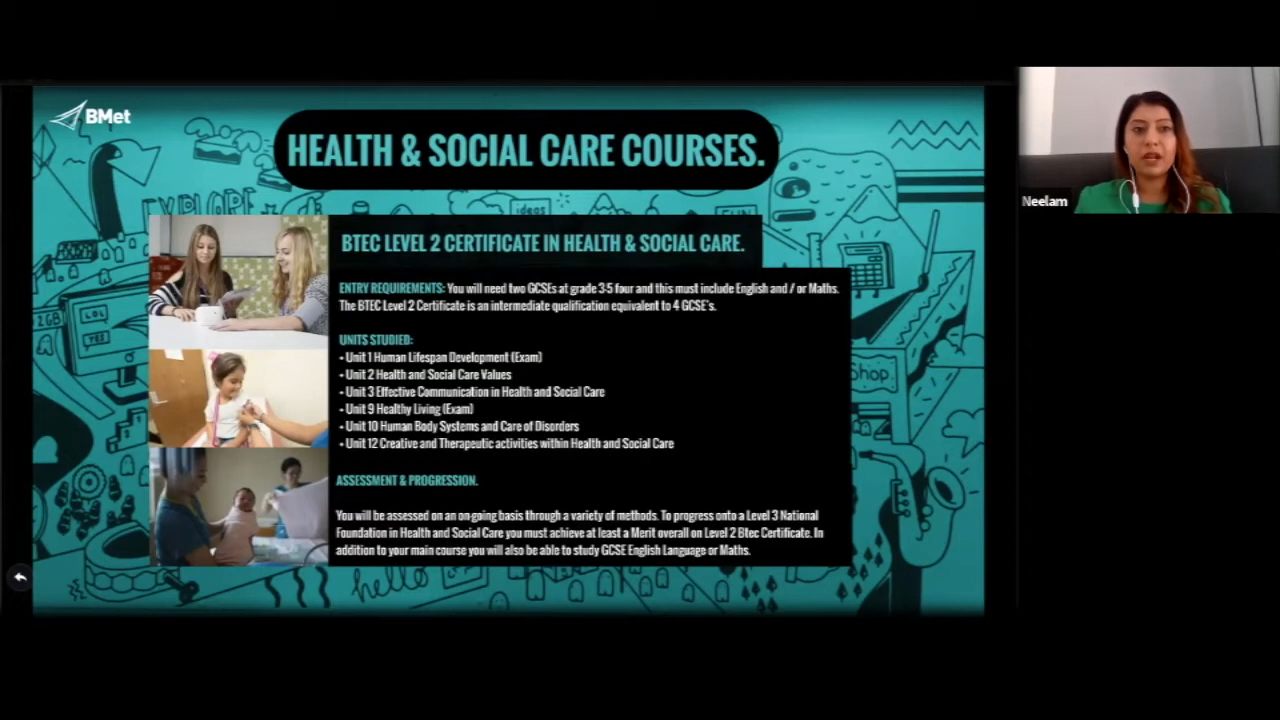 BMet
HEALTH & SOCIAL CARE COURSES.
Neelam
EXPLORE
ideas
FUN
BTEC LEVEL 2 CERTIFICATE IN HEALTH & SOCIAL CARE.
ENTRY REQUIREMENTS: You will need two GCSEs at grade 3-5 four and this must include English and / or Maths.
The BTEC Level 2 Certificate is an intermediate qualification equivalent to 4 GCSE's.
2GB
LOL
YES
UNITS STUDIED:
• Unit 1 Human Lifespan Development (Exam)
• Unit 2 Health and Social Care Values
Shop.
• Unit 3 Effective Communication in Health and Social Care
• Unit 9 Healthy Living (Exam)
• Unit 10 Human Body Systems and Care of Disorders
• Unit 12 Creative and Therapeutic activities within Health and Social Care
ASSESSMENT & PROGRESSION.
You will be assessed on an on-going basis through a variety of methods. To progress onto a Level 3 National
Foundation in Health and Social Care you must achieve at least a Merit overall on Level 2 Btec Certificate. In
addition to your main course you will also be able to study GCSE English Language or Maths.
hello